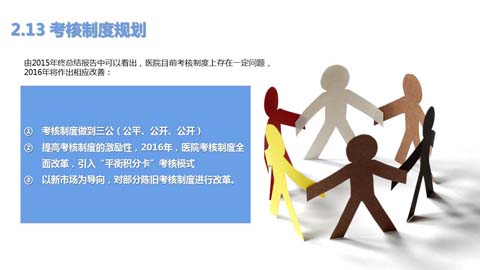 2.13 考核制度规划
由2015年终总结报告中可以看出，医院目前考核制度上存在一定问题，
2016年将作出相应改善：
① 考核制度做到三公（公平、公开、公开）
② 提高考核制度的激励性，2016年，医院考核制度全
面改革，引入“平衡积分卡”考核模式
③ 以新市场为导向，对部分陈旧考核制度进行改革。